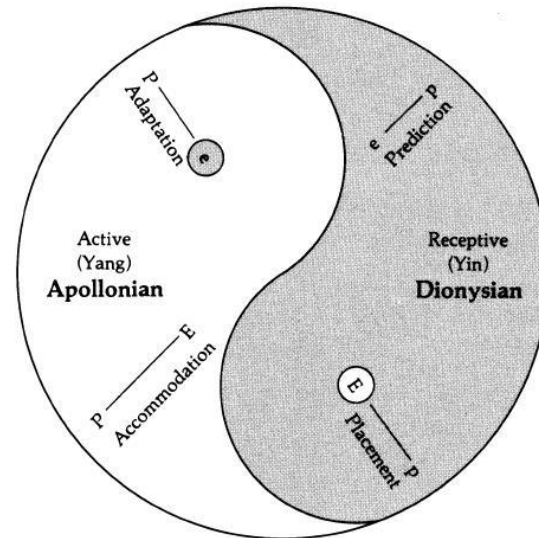 P
Adaptation
e
P
Prediction
e
Active
(Yang)
Apollonian
Receptive
(Yin)
Dionysian
E
Accommodation
P
E
Placement
P